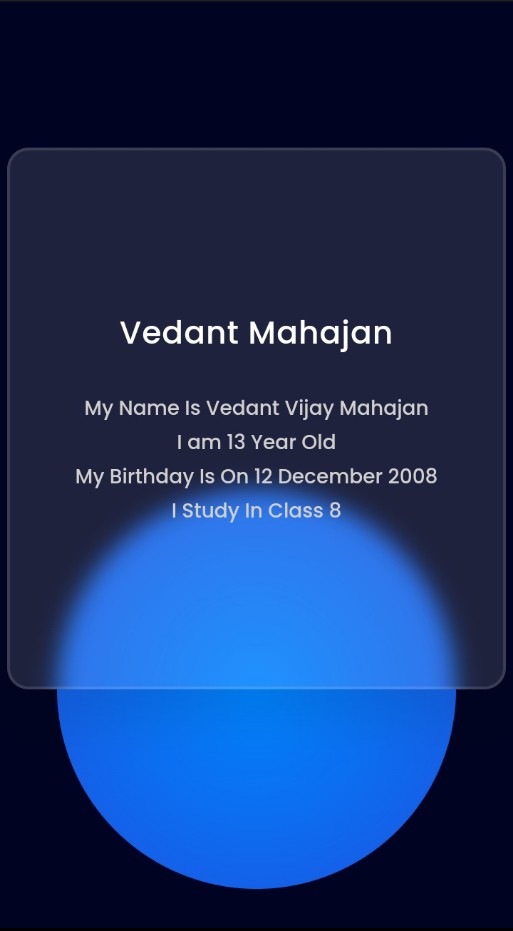 Vedant Mahajan
My Name Is Vedant Vijay Mahajan
I am 13 Year Old
My Birthday Is On 12 December 2008
I Study In Class 8